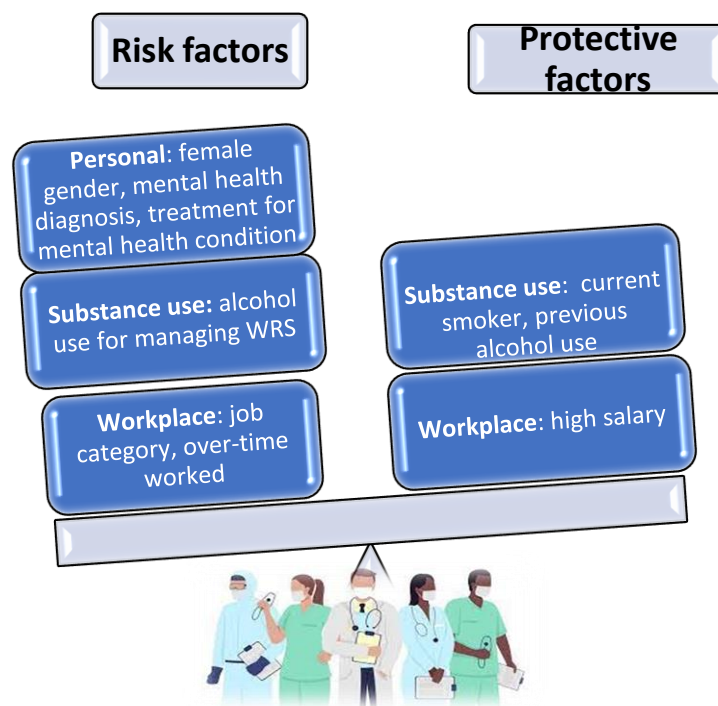 Risk factors
Protective
factors
Personal: female
gender, mental health
diagnosis, treatment for
mental health condition
Substance use: alcohol
use for managing WRS
Workplace: job
category, over-time
worked
Substance use: current
smoker, previous
alcohol use
Workplace: high salary